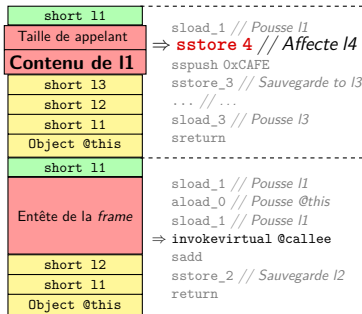 short l1
Taille de appelant
Contenu de l1
short l3
short l2
short l1
Object @this
short l1
Entête de la frame
short l2
short l1
Object @this
sload_1 // Pousse l1
⇒ sstore 4 // Affecte l4
sspush 0xCAFE
sstore_3 // Sauvegarde to l3
... // ...
sload_3 // Pousse l3
sreturn
sload_1 // Pousse l1
aload_0 // Pousse @this
sload_1 // Pousse l1
⇒ invokevirtual @callee
sadd
sstore_2 // Sauvegarde l2
return